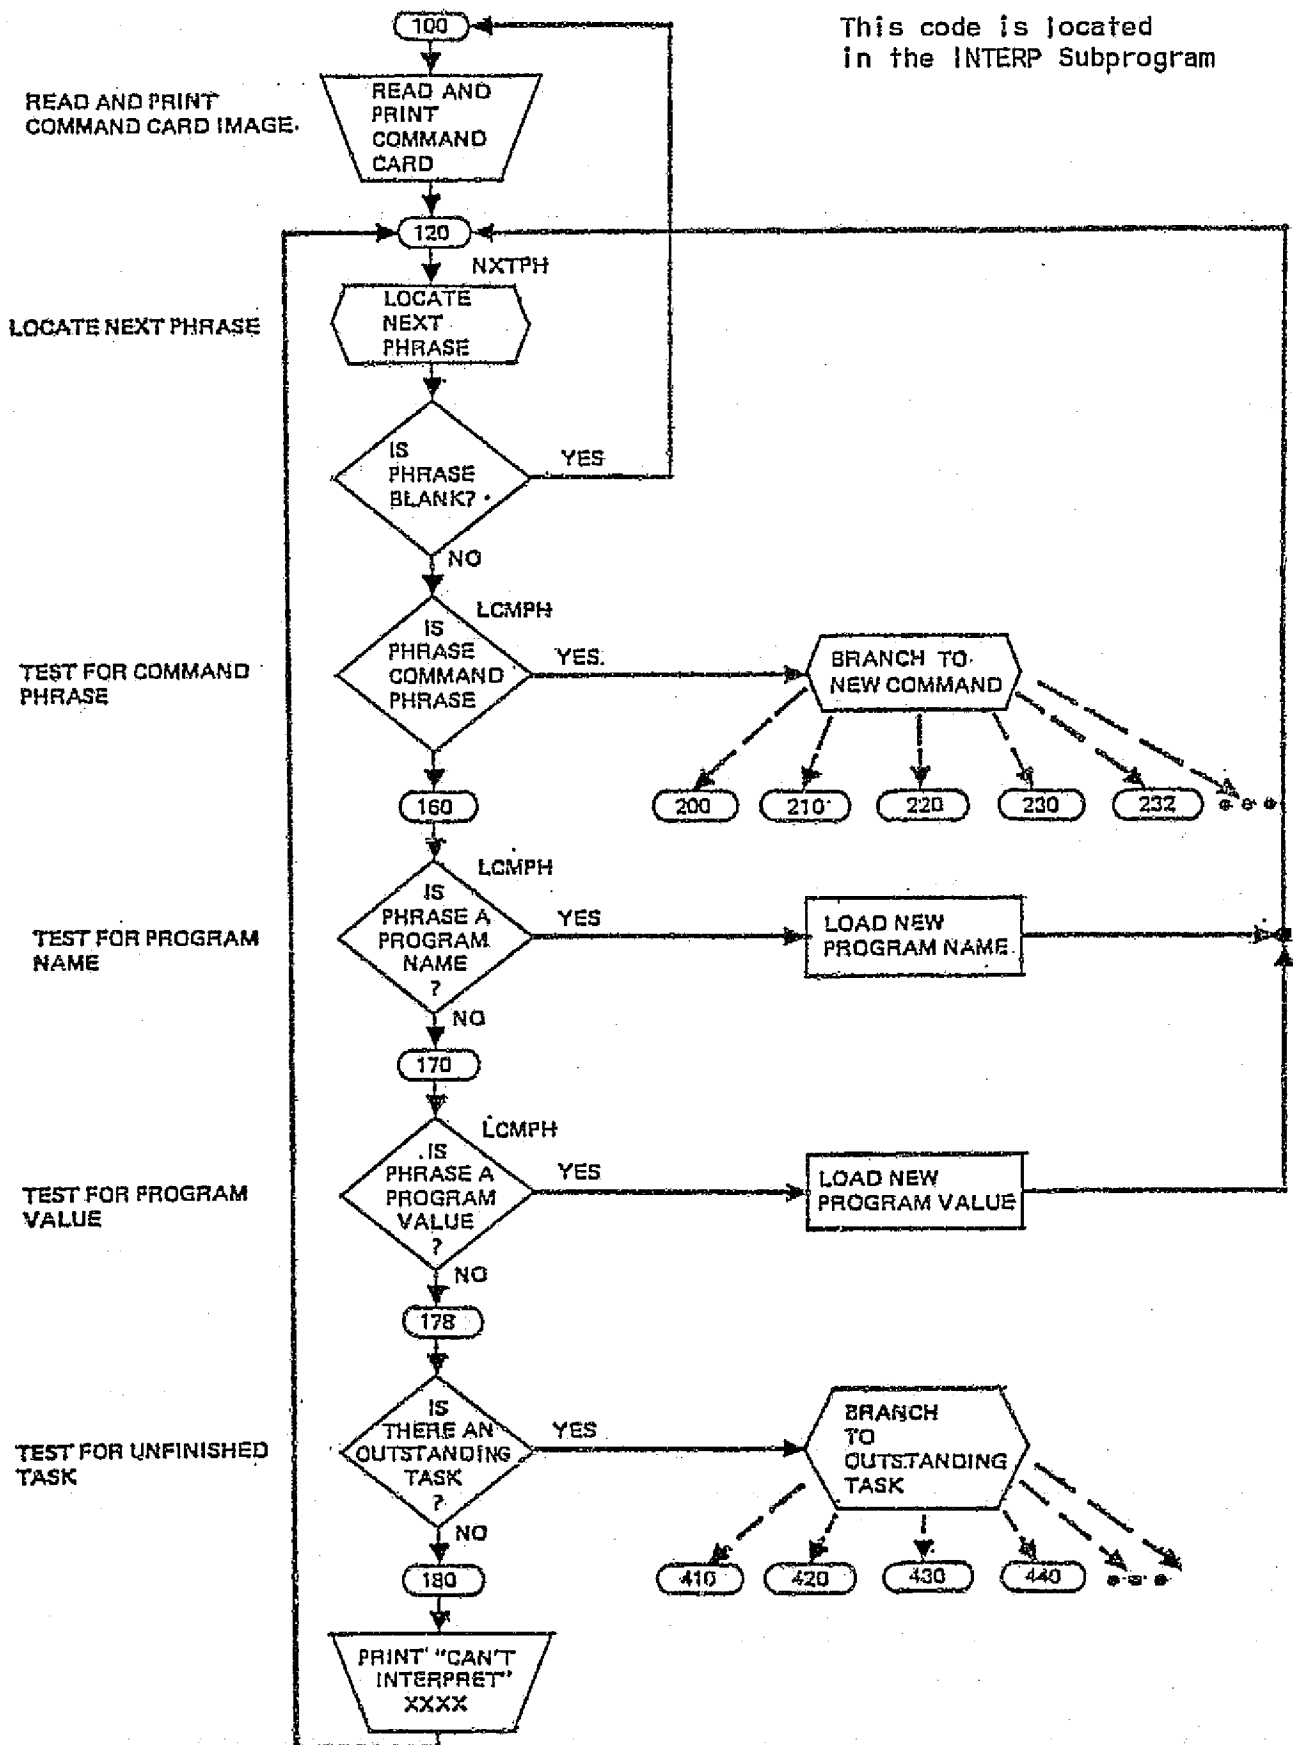 100
This code is located
in the INTERP Subprogram
READ AND PRINT
COMMAND CARD IMAGE.
READ AND
PRINT
COMMAND
CARD
120
NXTPH
LOCATE NEXT PHRASE
LOCATE
NEXT
PHRASE
IS
PHRASE
BLANK?
YES
NO
LCMPH
TEST FOR COMMAND
PHRASE
IS
PHRASE
COMMAND
PHRASE
YES.
BRANCH TO
NEW COMMAND
160
200
210
220
230
232
LCMPH
TEST FOR PROGRAM
NAME
IS
PHRASE A
PROGRAM
NAME
?
YES
LOAD NEW
PROGRAM NAME
NO
170
LCMPH
TEST FOR PROGRAM
VALUE
IS
PHRASE A
PROGRAM
VALUE
?
YES
LOAD NEW
PROGRAM VALUE
NO
178
TEST FOR UNFINISHED
TASK
IS
THERE AN
OUTSTANDING
TASK
?
YES
BRANCH
TO
OUTSTANDING
TASK
NO
180
410
420
430
440
PRINT "CAN'T
INTERPRET"
XXXX